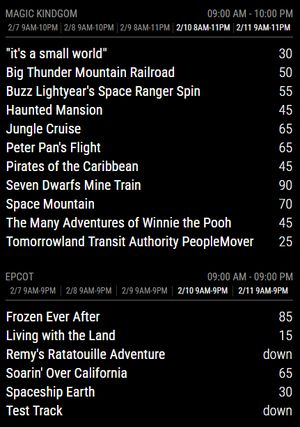 MAGIC KINDGOM 09:00 AM - 10:00 PM
2/7 9AM-10PM 2/8 9AM-10PM 2/9 8AM-11PM 2/10 8AM-11PM 2/11 9AM-11PM
"it's a small world" 30
Big Thunder Mountain Railroad 50
Buzz Lightyear's Space Ranger Spin 55
Haunted Mansion 45
Jungle Cruise 65
Peter Pan's Flight 65
Pirates of the Caribbean 45
Seven Dwarfs Mine Train 90
Space Mountain 70
The Many Adventures of Winnie the Pooh 45
Tomorrowland Transit Authority PeopleMover 25
EPCOT 09:00 AM - 09:00 PM
2/7 9AM-9PM 2/8 9AM-9PM 2/9 9AM-9PM 2/10 9AM-9PM 2/11 9AM-9PM
Frozen Ever After 85
Living with the Land 15
Remy's Ratatouille Adventure down
Soarin' Over California 65
Spaceship Earth 30
Test Track down